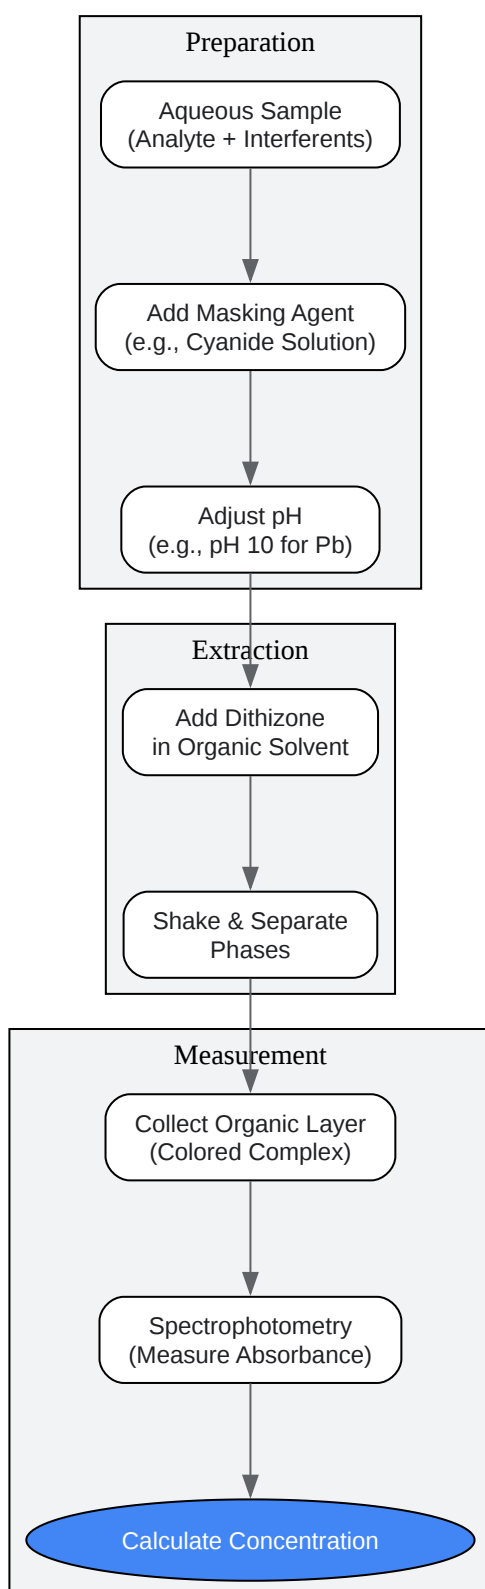 Preparation
Aqueous Sample
(Analyte + Interferents)
Add Masking Agent
(e.g., Cyanide Solution)
Adjust pH
(e.g., pH 10 for Pb)
Extraction
Add Dithizone
in Organic Solvent
Shake & Separate
Phases
Measurement
Collect Organic Layer
(Colored Complex)
Spectrophotometry
(Measure Absorbance)
Calculate Concentration